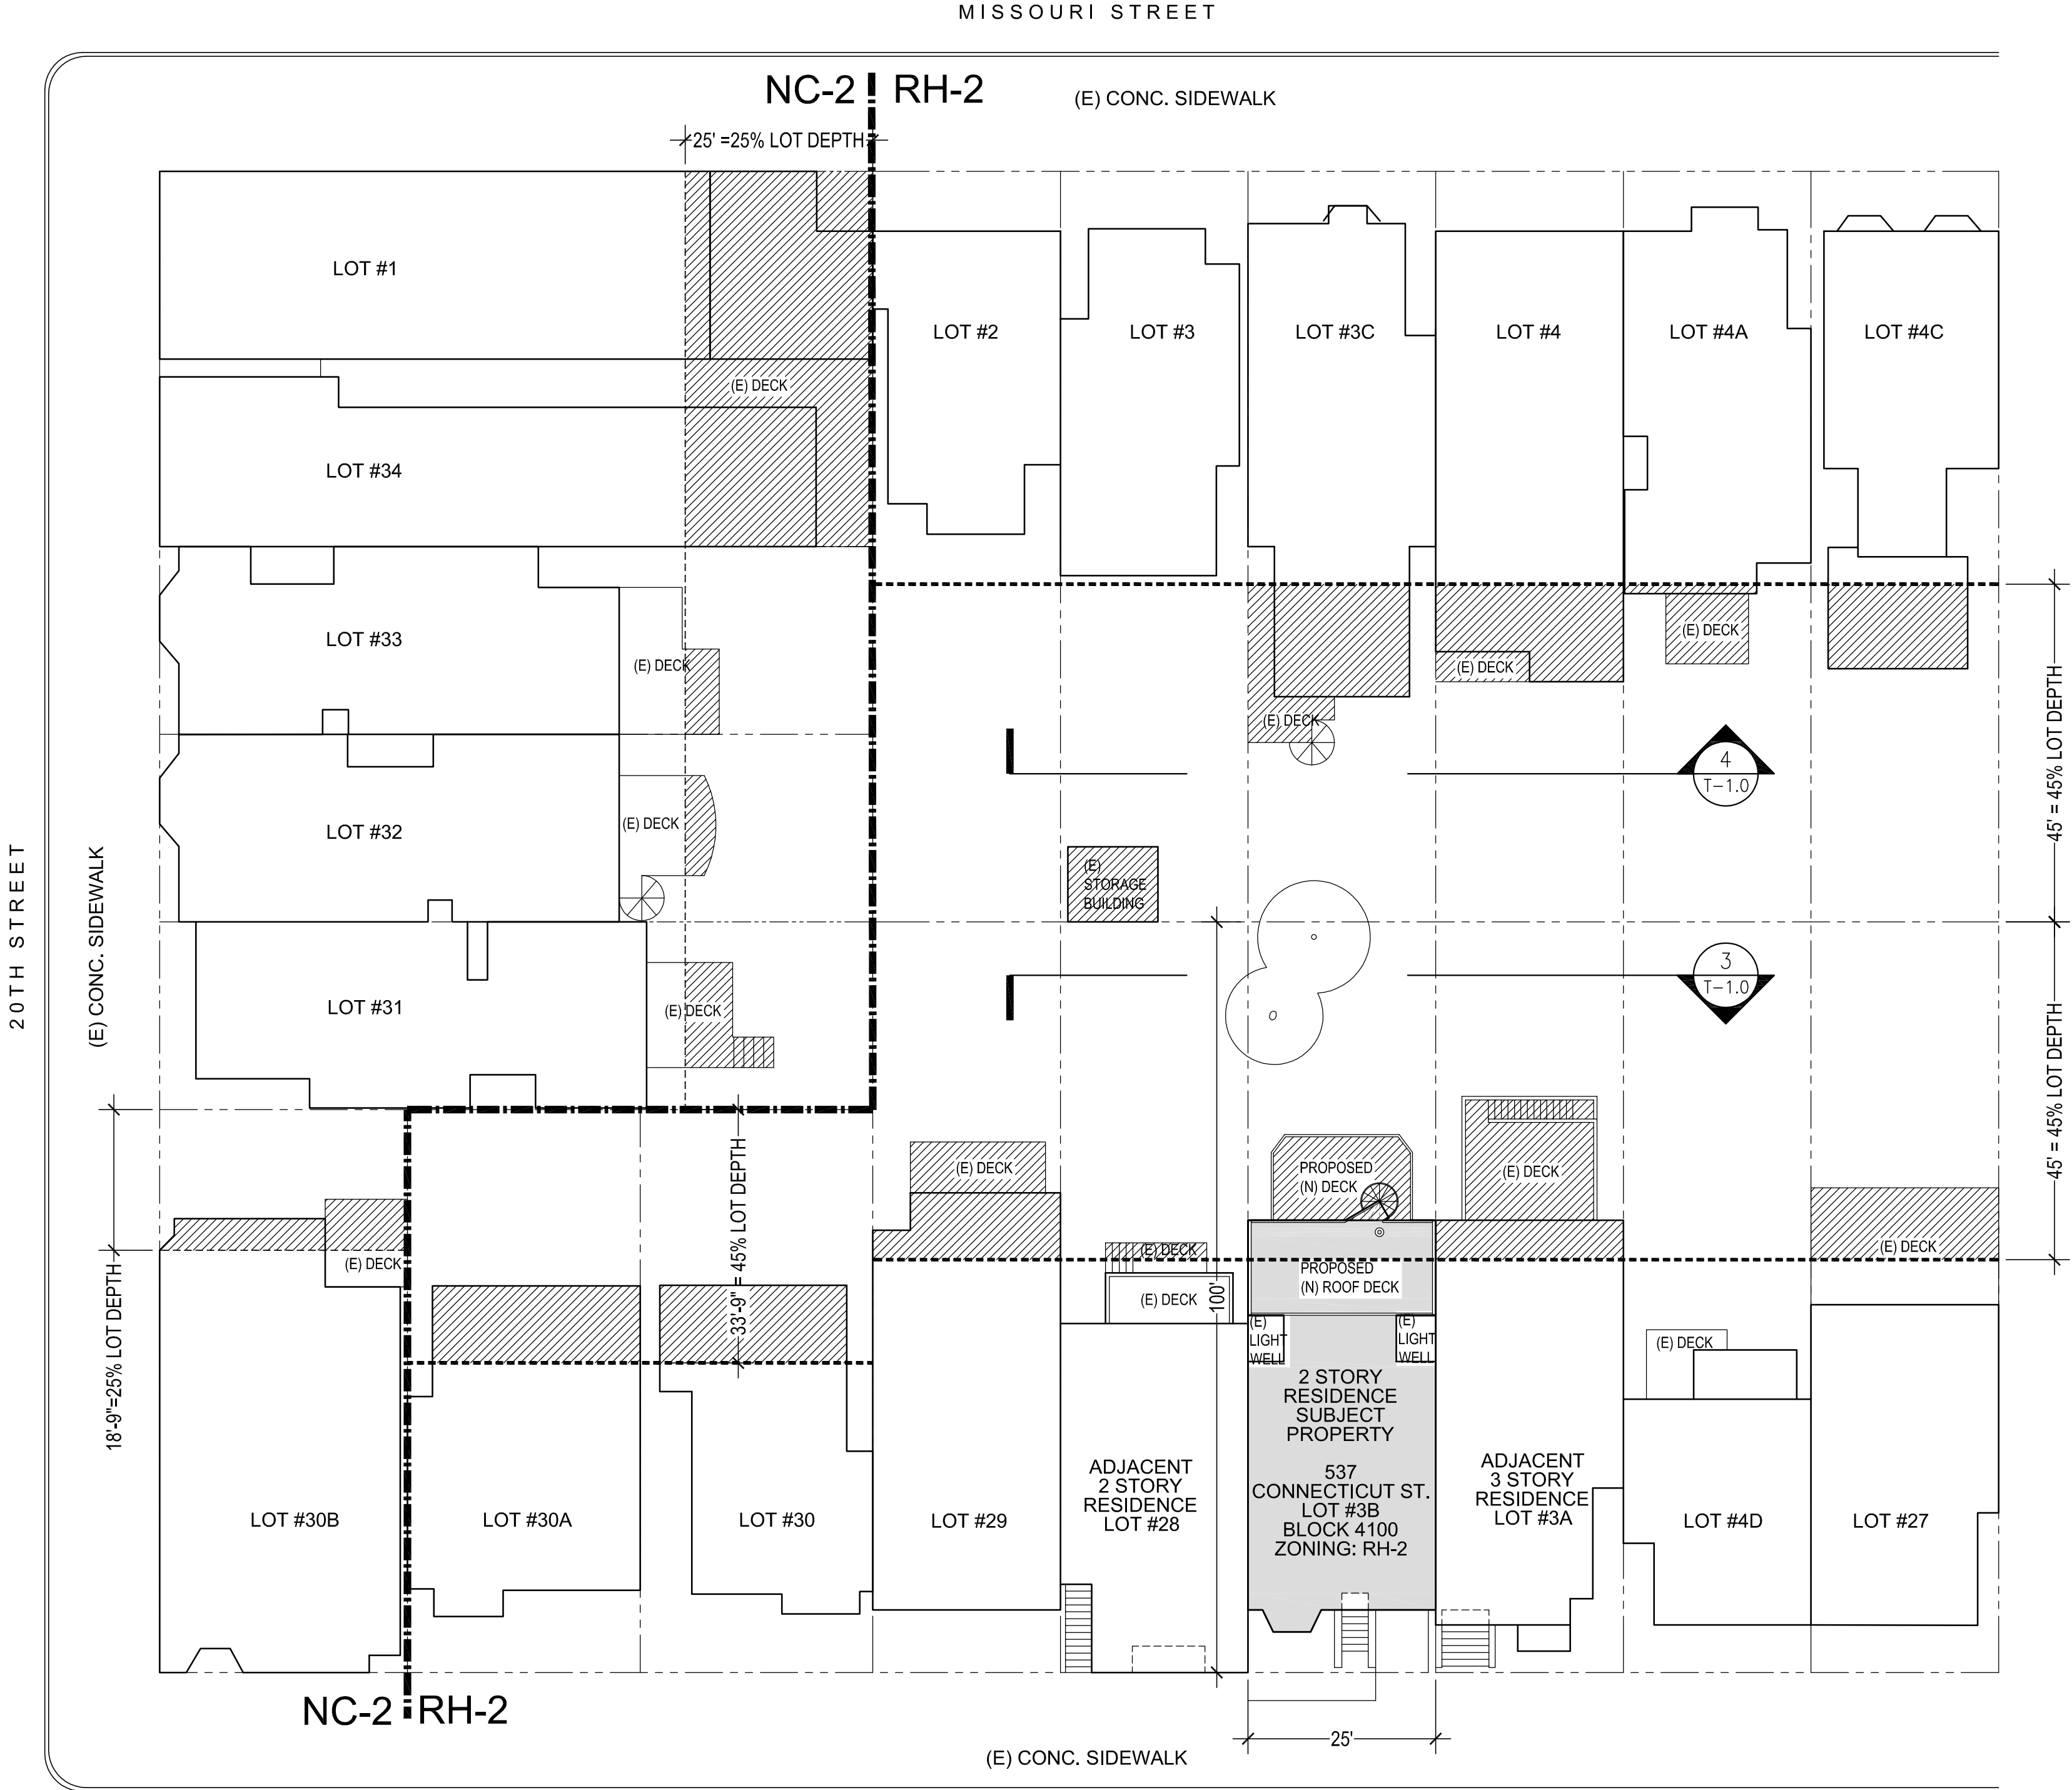 MISSOURI STREET
NC-2 RH-2
(E) CONC. SIDEWALK
25' =25% LOT DEPTH
LOT #1
LOT #2
LOT #3
LOT #3C
LOT #4
LOT #4A
LOT #4C
(E) DECK
LOT #34
LOT #33
(E) DECK
(E) DECK
(E) DECK
(E) DECK
45' = 45% LOT DEPTH
4
T-1.0
20TH STREET
(E) CONC. SIDEWALK
LOT #32
(E) DECK
(E)
STORAGE
BUILDING
LOT #31
(E) DECK
3
T-1.0
45' = 45% LOT DEPTH
18'-9"=25% LOT DEPTH
33'-9" = 45% LOT DEPTH
(E) DECK
PROPOSED
(N) DECK
(E) DECK
(E) DECK
(E) DECK
(E) DECK
(E) DECK
100'
PROPOSED
(N) ROOF DECK
(E)
LIGHT
WELL
(E)
LIGHT
WELL
(E) DECK
2 STORY
RESIDENCE
SUBJECT
PROPERTY
537
CONNECTICUT ST.
LOT #3B
BLOCK 4100
ZONING: RH-2
LOT #30B
LOT #30A
LOT #30
LOT #29
ADJACENT
2 STORY
RESIDENCE
LOT #28
ADJACENT
3 STORY
RESIDENCE
LOT #3A
LOT #4D
LOT #27
NC-2 RH-2
25'
(E) CONC. SIDEWALK